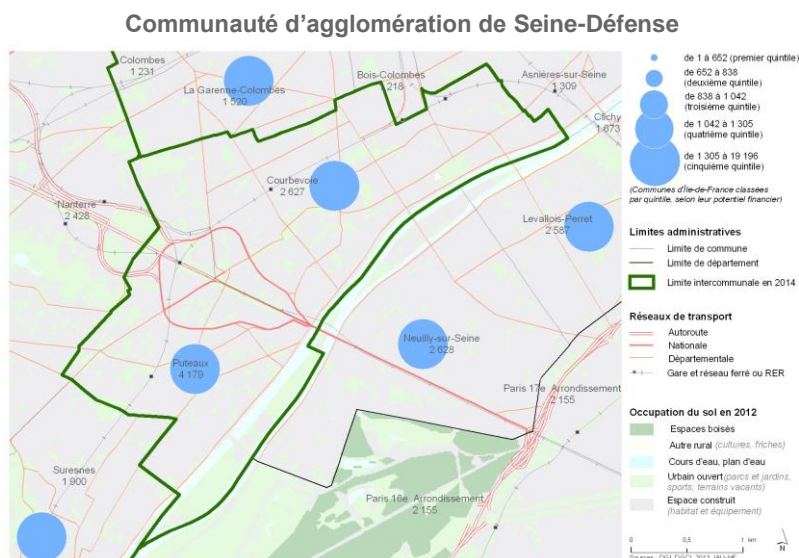 Communauté d'agglomération de Seine-Défense
Colombes
1 231
La Garenne-Colombes
1 520
Bois-Colombes
1 218
Asnières-sur-Seine
1 309
Clichy
1 673
Courbevoie
2 627
Nanterre
2 428
Levallois-Perret
2 587
Neuilly-sur-Seine
2 628
Puteaux
4 179
Paris 17e Arrondissement
2 155
Suresnes
1 900
Paris 16e Arrondissement
2 155
de 1 à 652 (premier quintile)
de 652 à 838
(deuxième quintile)
de 838 à 1 042
(troisième quintile)
de 1 042 à 1 305
(quatrième quintile)
de 1 305 à 19 196
(cinquième quintile)
(Communes d'Île-de-France classées
par quintile, selon leur potentiel financier)
Limites administratives
Limite de commune
Limite de département
Limite intercommunale en 2014
Réseaux de transport
Autoroute
Nationale
Départementale
Gare et réseau ferré ou RER
Occupation du sol en 2012
Espaces boisés
Autre rural (cultures, friches)
Cours d'eau, plan d'eau
Urbain ouvert (parcs et jardins,
sports, terrains vacants)
Espace construit
(habitat et équipement)
0 0,5 1 km
N